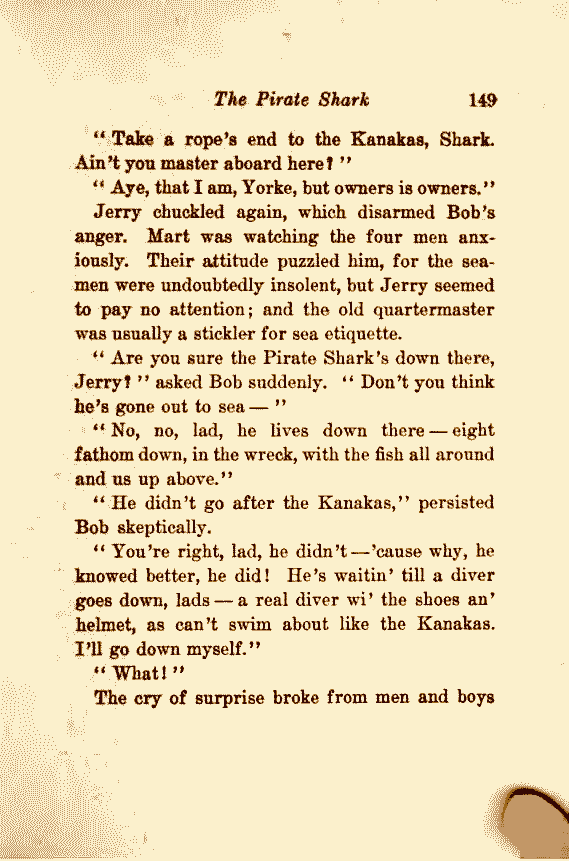 The Pirate Shark 149
“ Take a rope’s end to the Kanakas, Shark.
Ain’t you master aboard here? ”
“ Aye, that I am, Yorke, but owners is owners.”
Jerry chuckled again, which disarmed Bob’s
anger. Mart was watching the four men anx-
iously. Their attitude puzzled him, for the sea-
men were undoubtedly insolent, but Jerry seemed
to pay no attention; and the old quartermaster
was usually a stickler for sea etiquette.
“ Are you sure the Pirate Shark’s down there,
Jerry? ” asked Bob suddenly. “ Don’t you think
he’s gone out to sea — ”
“ No, no, lad, he lives down there — eight
fathom down, in the wreck, with the fish all around
and us up above.”
“ He didn’t go after the Kanakas,” persisted
Bob skeptically.
“ You’re right, lad, he didn’t — ’cause why, he
knowed better, he did! He’s waitin’ till a diver
goes down, lads — a real diver wi’ the shoes an’
helmet, as can’t swim about like the Kanakas.
I’ll go down myself.”
“ What! ”
The cry of surprise broke from men and boys